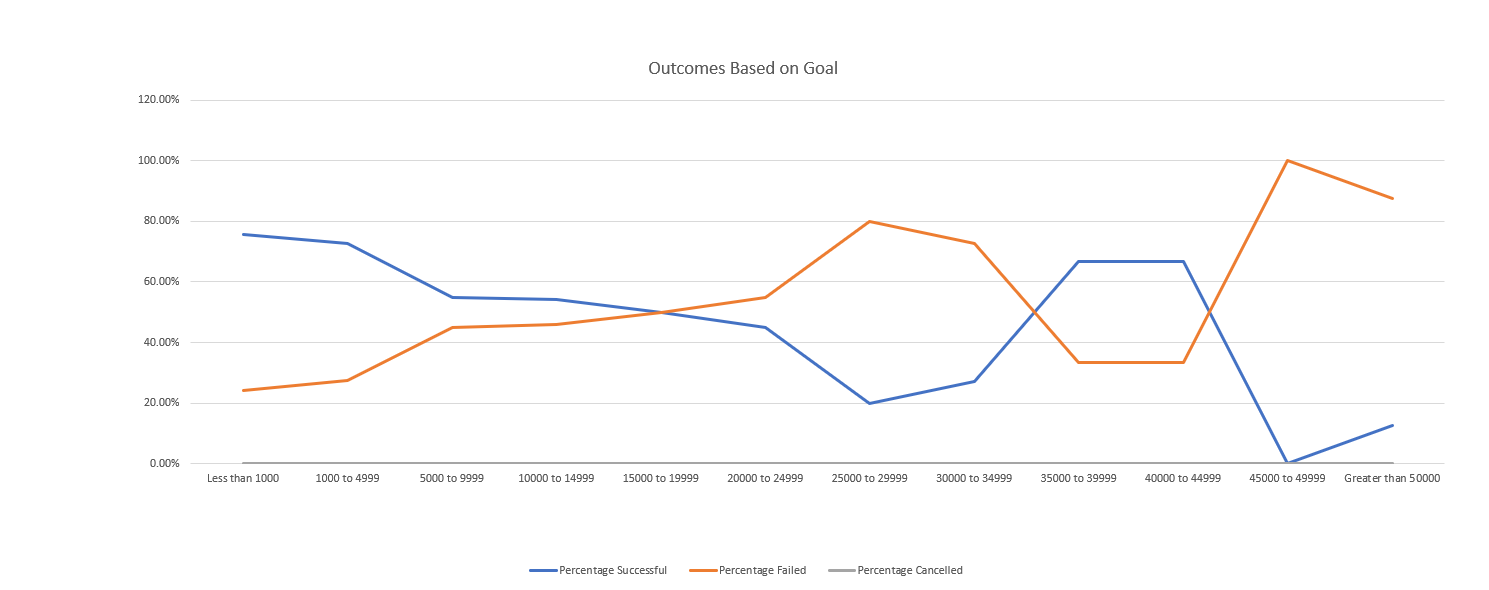 Outcomes Based on Goal
120.00%
100.00%
80.00%
60.00%
40.00%
20.00%
0.00%
Less than 1000 1000 to 4999 5000 to 9999 10000 to 14999 15000 to 19999 20000 to 24999 25000 to 29999 30000 to 34999 35000 to 39999 40000 to 44999 45000 to 49999 Greater than 50000
Percentage Successful Percentage Failed Percentage Cancelled